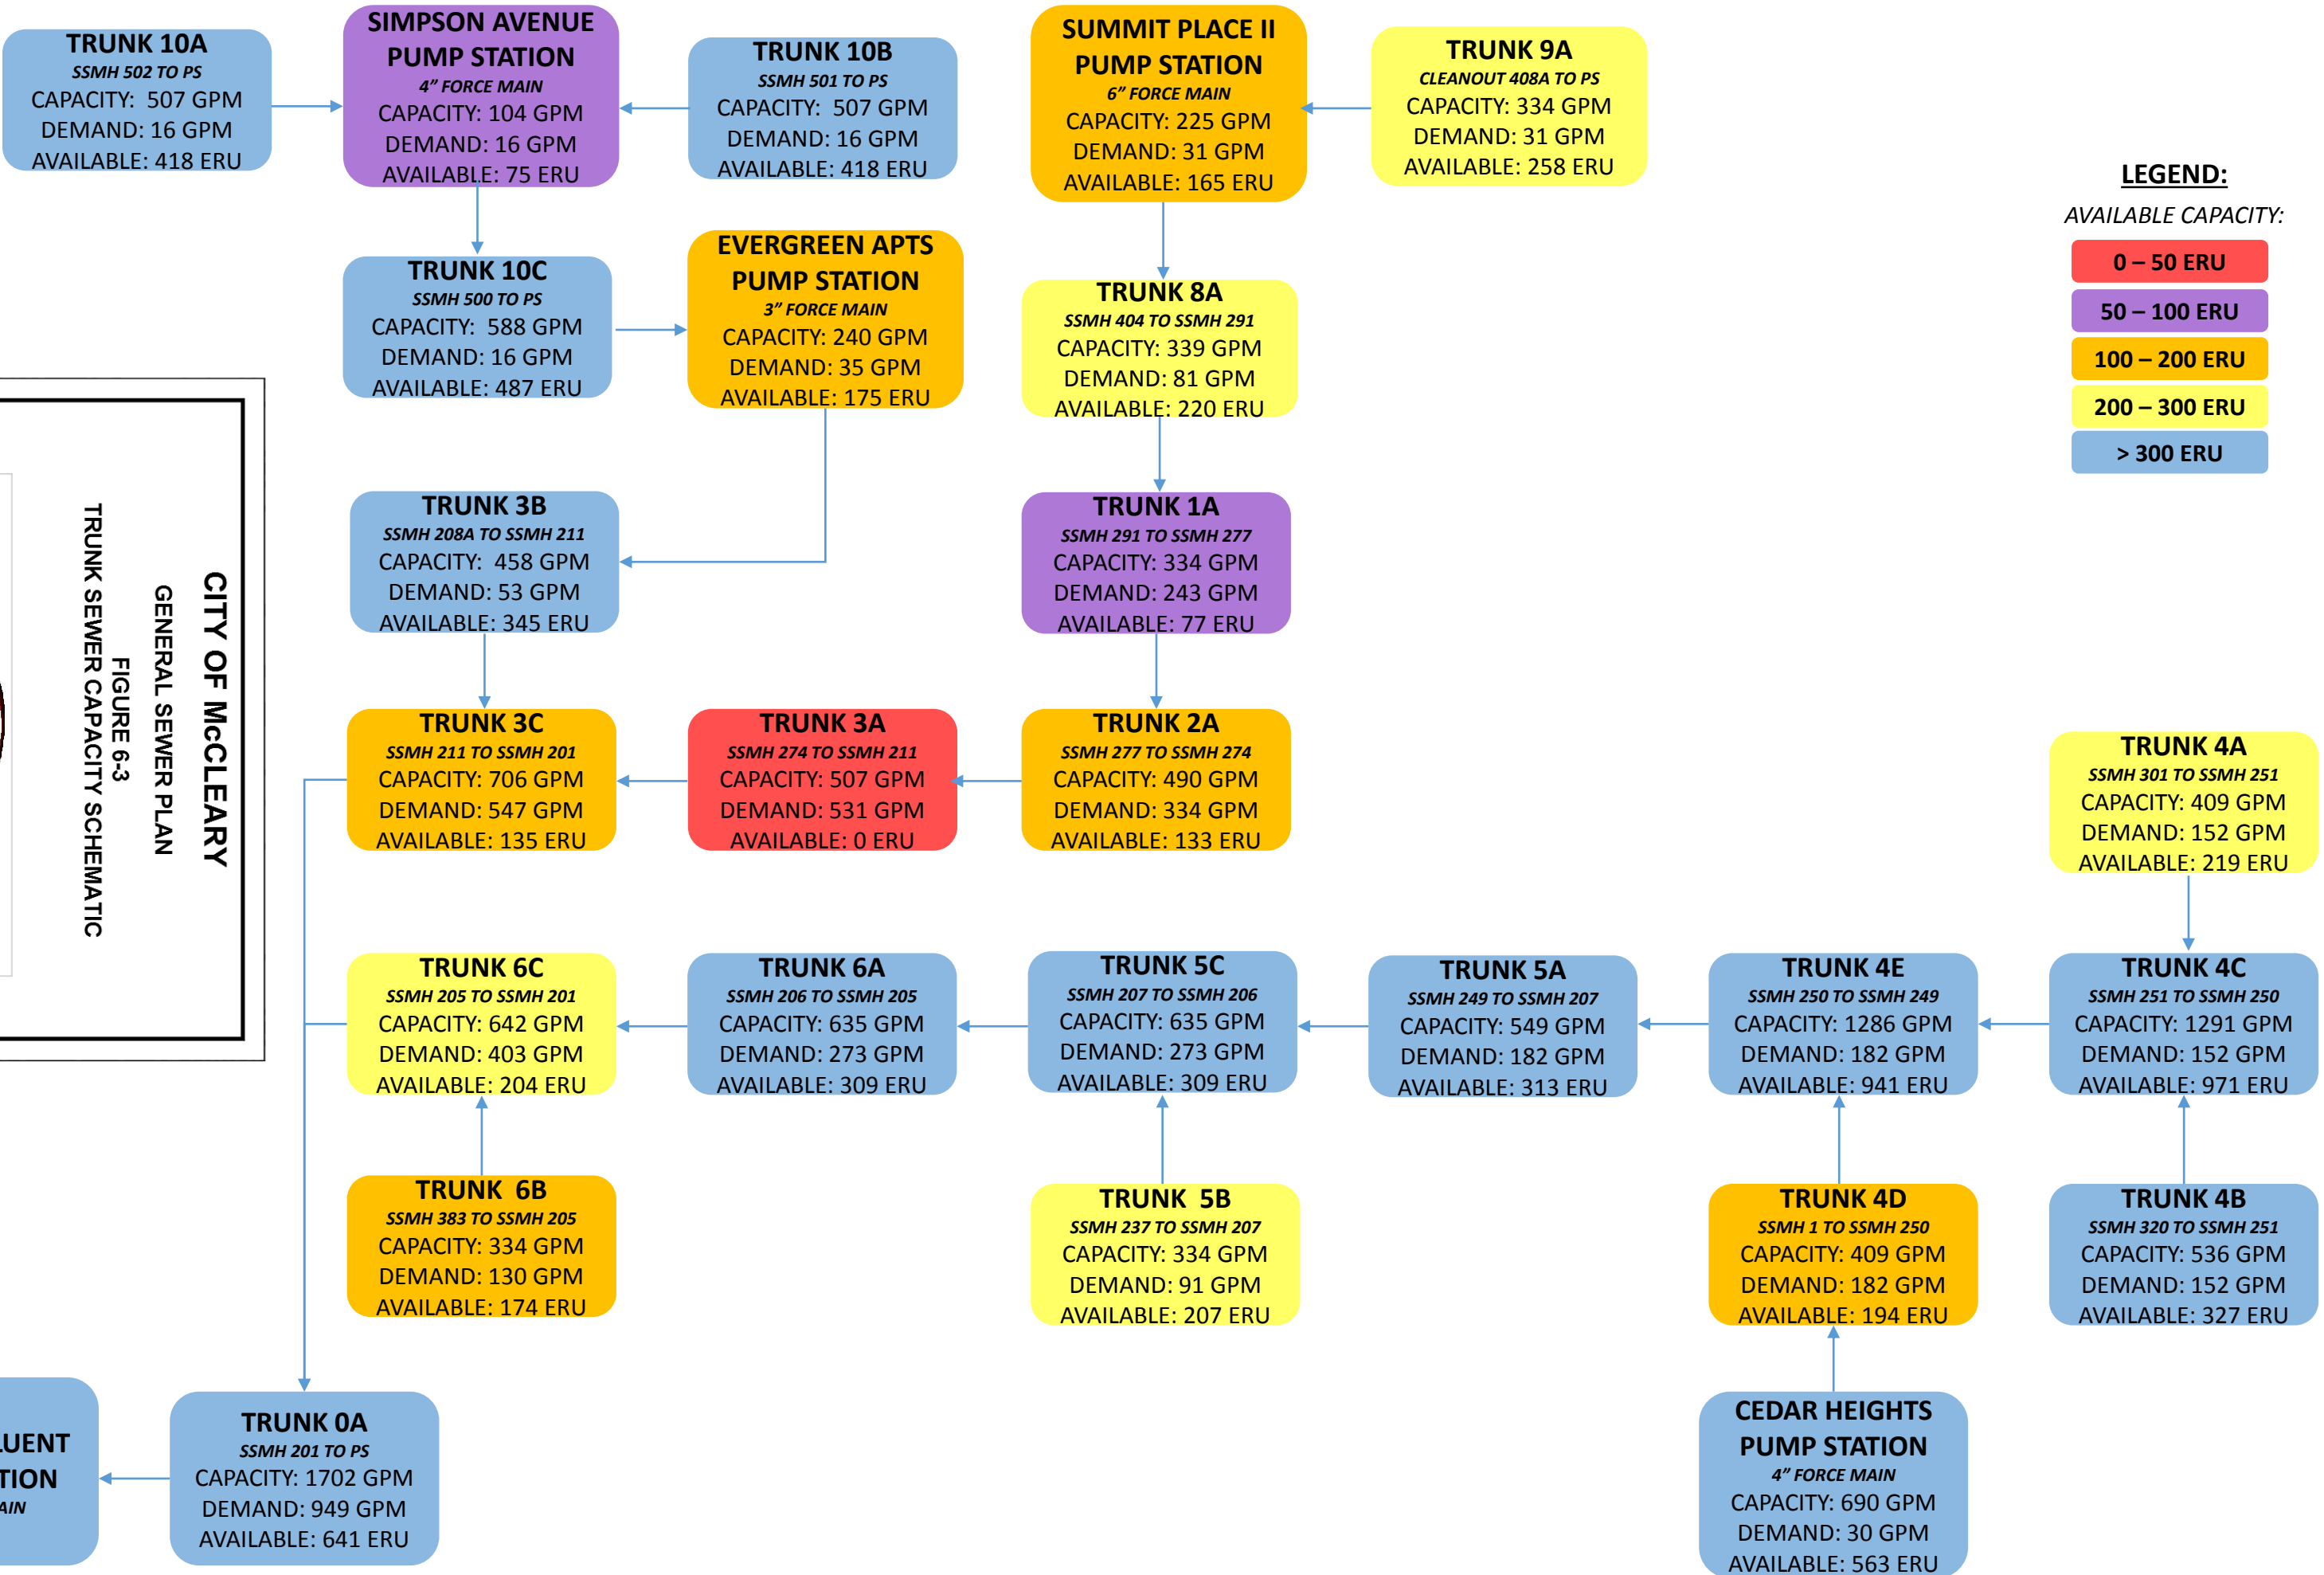 TRUNK 10A
SSMH 502 TO PS
CAPACITY: 507 GPM
DEMAND: 16 GPM
AVAILABLE: 418 ERU
SIMPSON AVENUE
PUMP STATION
4” FORCE MAIN
CAPACITY: 104 GPM
DEMAND: 16 GPM
AVAILABLE: 75 ERU
TRUNK 10B
SSMH 501 TO PS
CAPACITY: 507 GPM
DEMAND: 16 GPM
AVAILABLE: 418 ERU
SUMMIT PLACE II
PUMP STATION
6” FORCE MAIN
CAPACITY: 225 GPM
DEMAND: 31 GPM
AVAILABLE: 165 ERU
TRUNK 9A
CLEANOUT 408A TO PS
CAPACITY: 334 GPM
DEMAND: 31 GPM
AVAILABLE: 258 ERU
LEGEND:
AVAILABLE CAPACITY:
0 – 50 ERU
50 – 100 ERU
100 – 200 ERU
200 – 300 ERU
> 300 ERU
TRUNK 10C
SSMH 500 TO PS
CAPACITY: 588 GPM
DEMAND: 16 GPM
AVAILABLE: 487 ERU
EVERGREEN APTS
PUMP STATION
3” FORCE MAIN
CAPACITY: 240 GPM
DEMAND: 35 GPM
AVAILABLE: 175 ERU
TRUNK 8A
SSMH 404 TO SSMH 291
CAPACITY: 339 GPM
DEMAND: 81 GPM
AVAILABLE: 220 ERU
CITY OF McCLEARY
GENERAL SEWER PLAN
FIGURE 6-3
TRUNK SEWER CAPACITY SCHEMATIC
TRUNK 3B
SSMH 208A TO SSMH 211
CAPACITY: 458 GPM
DEMAND: 53 GPM
AVAILABLE: 345 ERU
TRUNK 1A
SSMH 291 TO SSMH 277
CAPACITY: 334 GPM
DEMAND: 243 GPM
AVAILABLE: 77 ERU
TRUNK 3C
SSMH 211 TO SSMH 201
CAPACITY: 706 GPM
DEMAND: 547 GPM
AVAILABLE: 135 ERU
TRUNK 3A
SSMH 274 TO SSMH 211
CAPACITY: 507 GPM
DEMAND: 531 GPM
AVAILABLE: 0 ERU
TRUNK 2A
SSMH 277 TO SSMH 274
CAPACITY: 490 GPM
DEMAND: 334 GPM
AVAILABLE: 133 ERU
TRUNK 4A
SSMH 301 TO SSMH 251
CAPACITY: 409 GPM
DEMAND: 152 GPM
AVAILABLE: 219 ERU
TRUNK 6C
SSMH 205 TO SSMH 201
CAPACITY: 642 GPM
DEMAND: 403 GPM
AVAILABLE: 204 ERU
TRUNK 6A
SSMH 206 TO SSMH 205
CAPACITY: 635 GPM
DEMAND: 273 GPM
AVAILABLE: 309 ERU
TRUNK 5C
SSMH 207 TO SSMH 206
CAPACITY: 635 GPM
DEMAND: 273 GPM
AVAILABLE: 309 ERU
TRUNK 5A
SSMH 249 TO SSMH 207
CAPACITY: 549 GPM
DEMAND: 182 GPM
AVAILABLE: 313 ERU
TRUNK 4E
SSMH 250 TO SSMH 249
CAPACITY: 1286 GPM
DEMAND: 182 GPM
AVAILABLE: 941 ERU
TRUNK 4C
SSMH 251 TO SSMH 250
CAPACITY: 1291 GPM
DEMAND: 152 GPM
AVAILABLE: 971 ERU
TRUNK 6B
SSMH 383 TO SSMH 205
CAPACITY: 334 GPM
DEMAND: 130 GPM
AVAILABLE: 174 ERU
TRUNK 5B
SSMH 237 TO SSMH 207
CAPACITY: 334 GPM
DEMAND: 91 GPM
AVAILABLE: 207 ERU
TRUNK 4D
SSMH 1 TO SSMH 250
CAPACITY: 409 GPM
DEMAND: 182 GPM
AVAILABLE: 194 ERU
TRUNK 4B
SSMH 320 TO SSMH 251
CAPACITY: 536 GPM
DEMAND: 152 GPM
AVAILABLE: 327 ERU
TRUNK 0A
SSMH 201 TO PS
CAPACITY: 1702 GPM
DEMAND: 949 GPM
AVAILABLE: 641 ERU
CEDAR HEIGHTS
PUMP STATION
4” FORCE MAIN
CAPACITY: 690 GPM
DEMAND: 30 GPM
AVAILABLE: 563 ERU